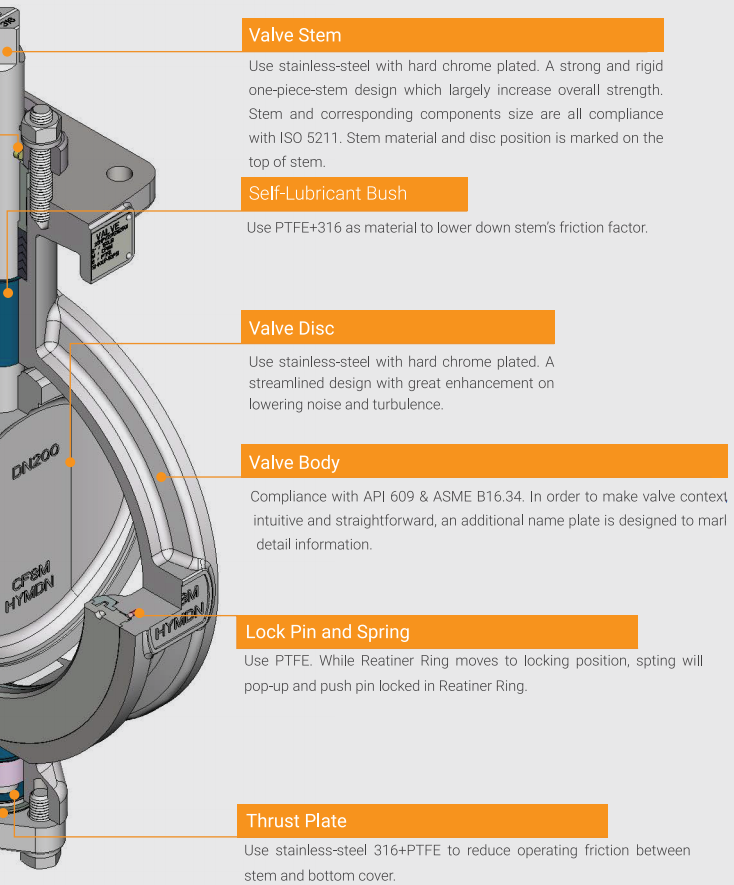 Valve Stem
Use stainless-steel with hard chrome plated. A strong and rigid
one-piece-stem design which largely increase overall strength.
Stem and corresponding components size are all compliance
with ISO 5211. Stem material and disc position is marked on the
top of stem.
Self-Lubricant Bush
Use PTFE+316 as material to lower down stem's friction factor.
VALVE
Valve Disc
Use stainless-steel with hard chrome plated. A
streamlined design with great enhancement on
lowering noise and turbulence.
DN200
Valve Body
Compliance with API 609 & ASME B16.34. In order to make valve context,
intuitive and straightforward, an additional name plate is designed to marl
detail information.
CF8M
HYMDN
8M
HYMDN
Lock Pin and Spring
Use PTFE. While Reatiner Ring moves to locking position, spting will
pop-up and push pin locked in Reatiner Ring.
Thrust Plate
Use stainless-steel 316+PTFE to reduce operating friction between
stem and bottom cover.